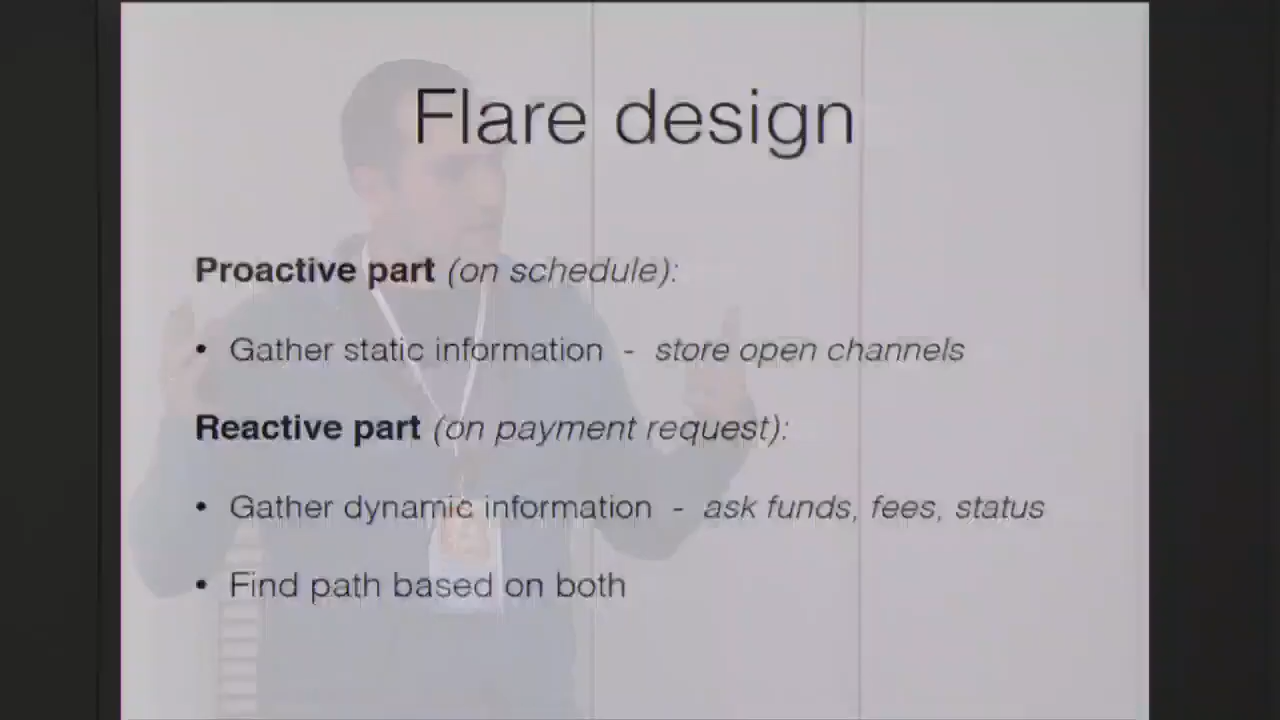 Flare design
Proactive part (on schedule):
• Gather static information - store open channels
Reactive part (on payment request):
• Gather dynamic information - ask funds, fees, status
• Find path based on both